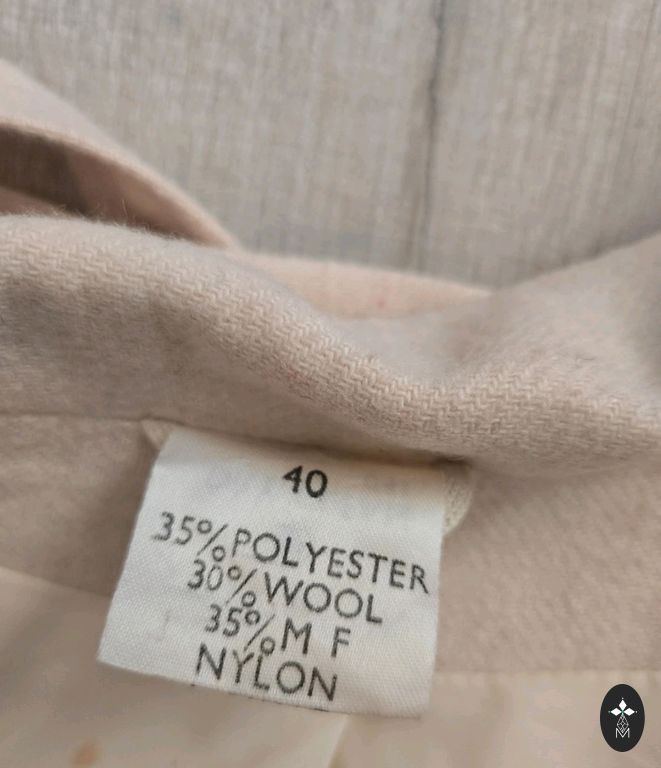 40
35% POLYESTER
30% WOOL
35% M F
NYLON
M